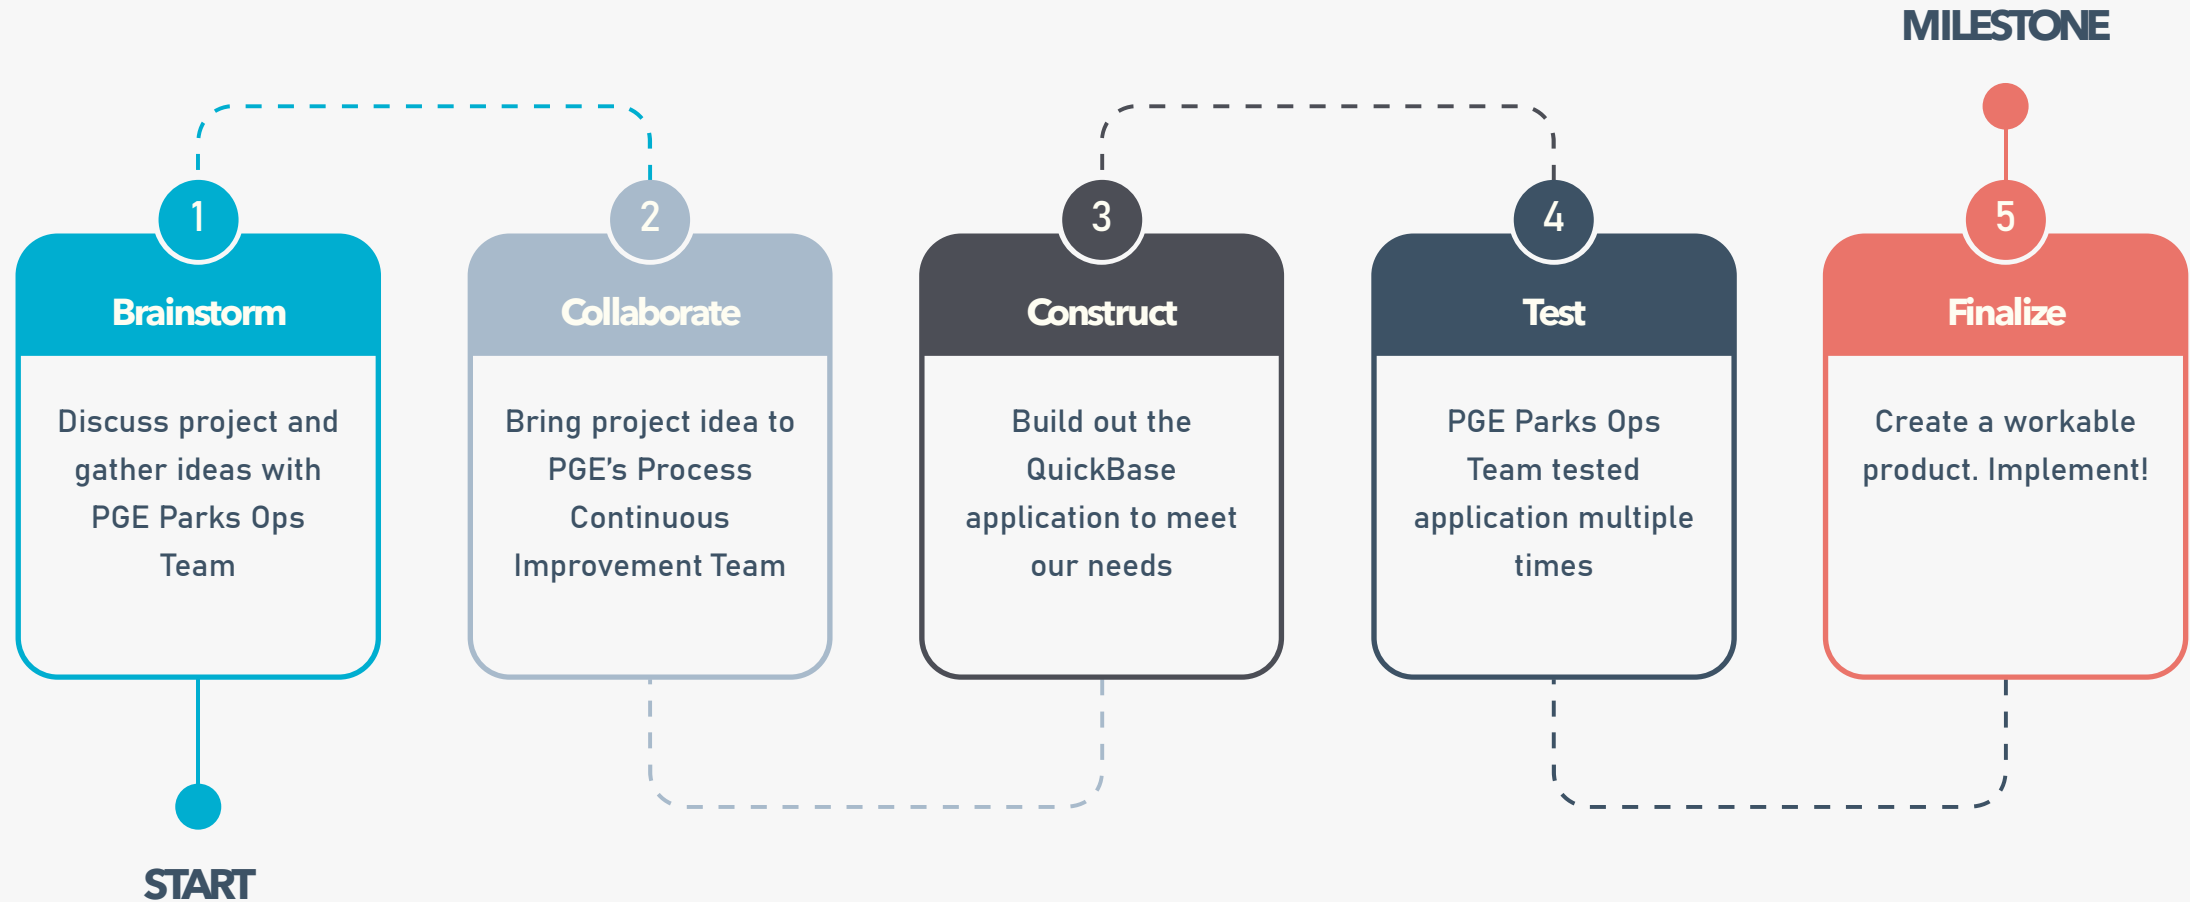 MILESTONE
1
Brainstorm
Discuss project and
gather ideas with
PGE Parks Ops
Team
2
Collaborate
Bring project idea to
PGE’s Process
Continuous
Improvement Team
3
Construct
Build out the
QuickBase
application to meet
our needs
4
Test
PGE Parks Ops
Team tested
application multiple
times
5
Finalize
Create a workable
product. Implement!
START